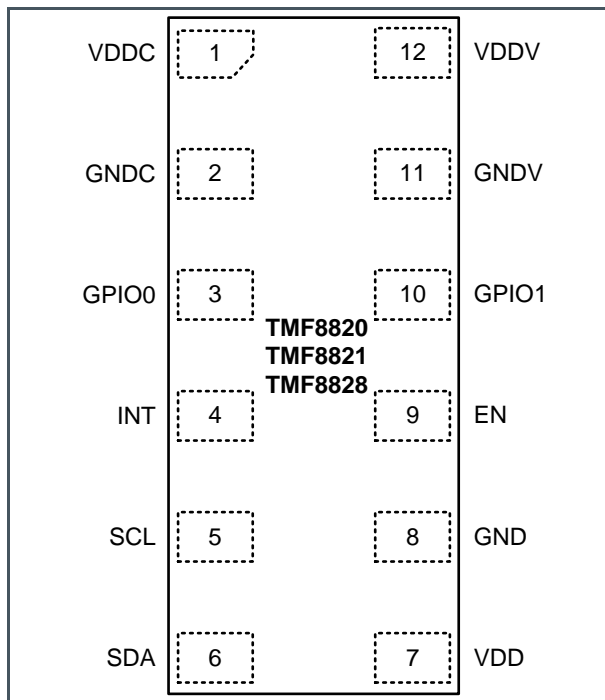 VDDC 1 12 VDDV
GNDC 2 11 GNDV
GPIO0 3 10 GPIO1
TMF8820
TMF8821
TMF8828
INT 4 9 EN
SCL 5 8 GND
SDA 6 7 VDD